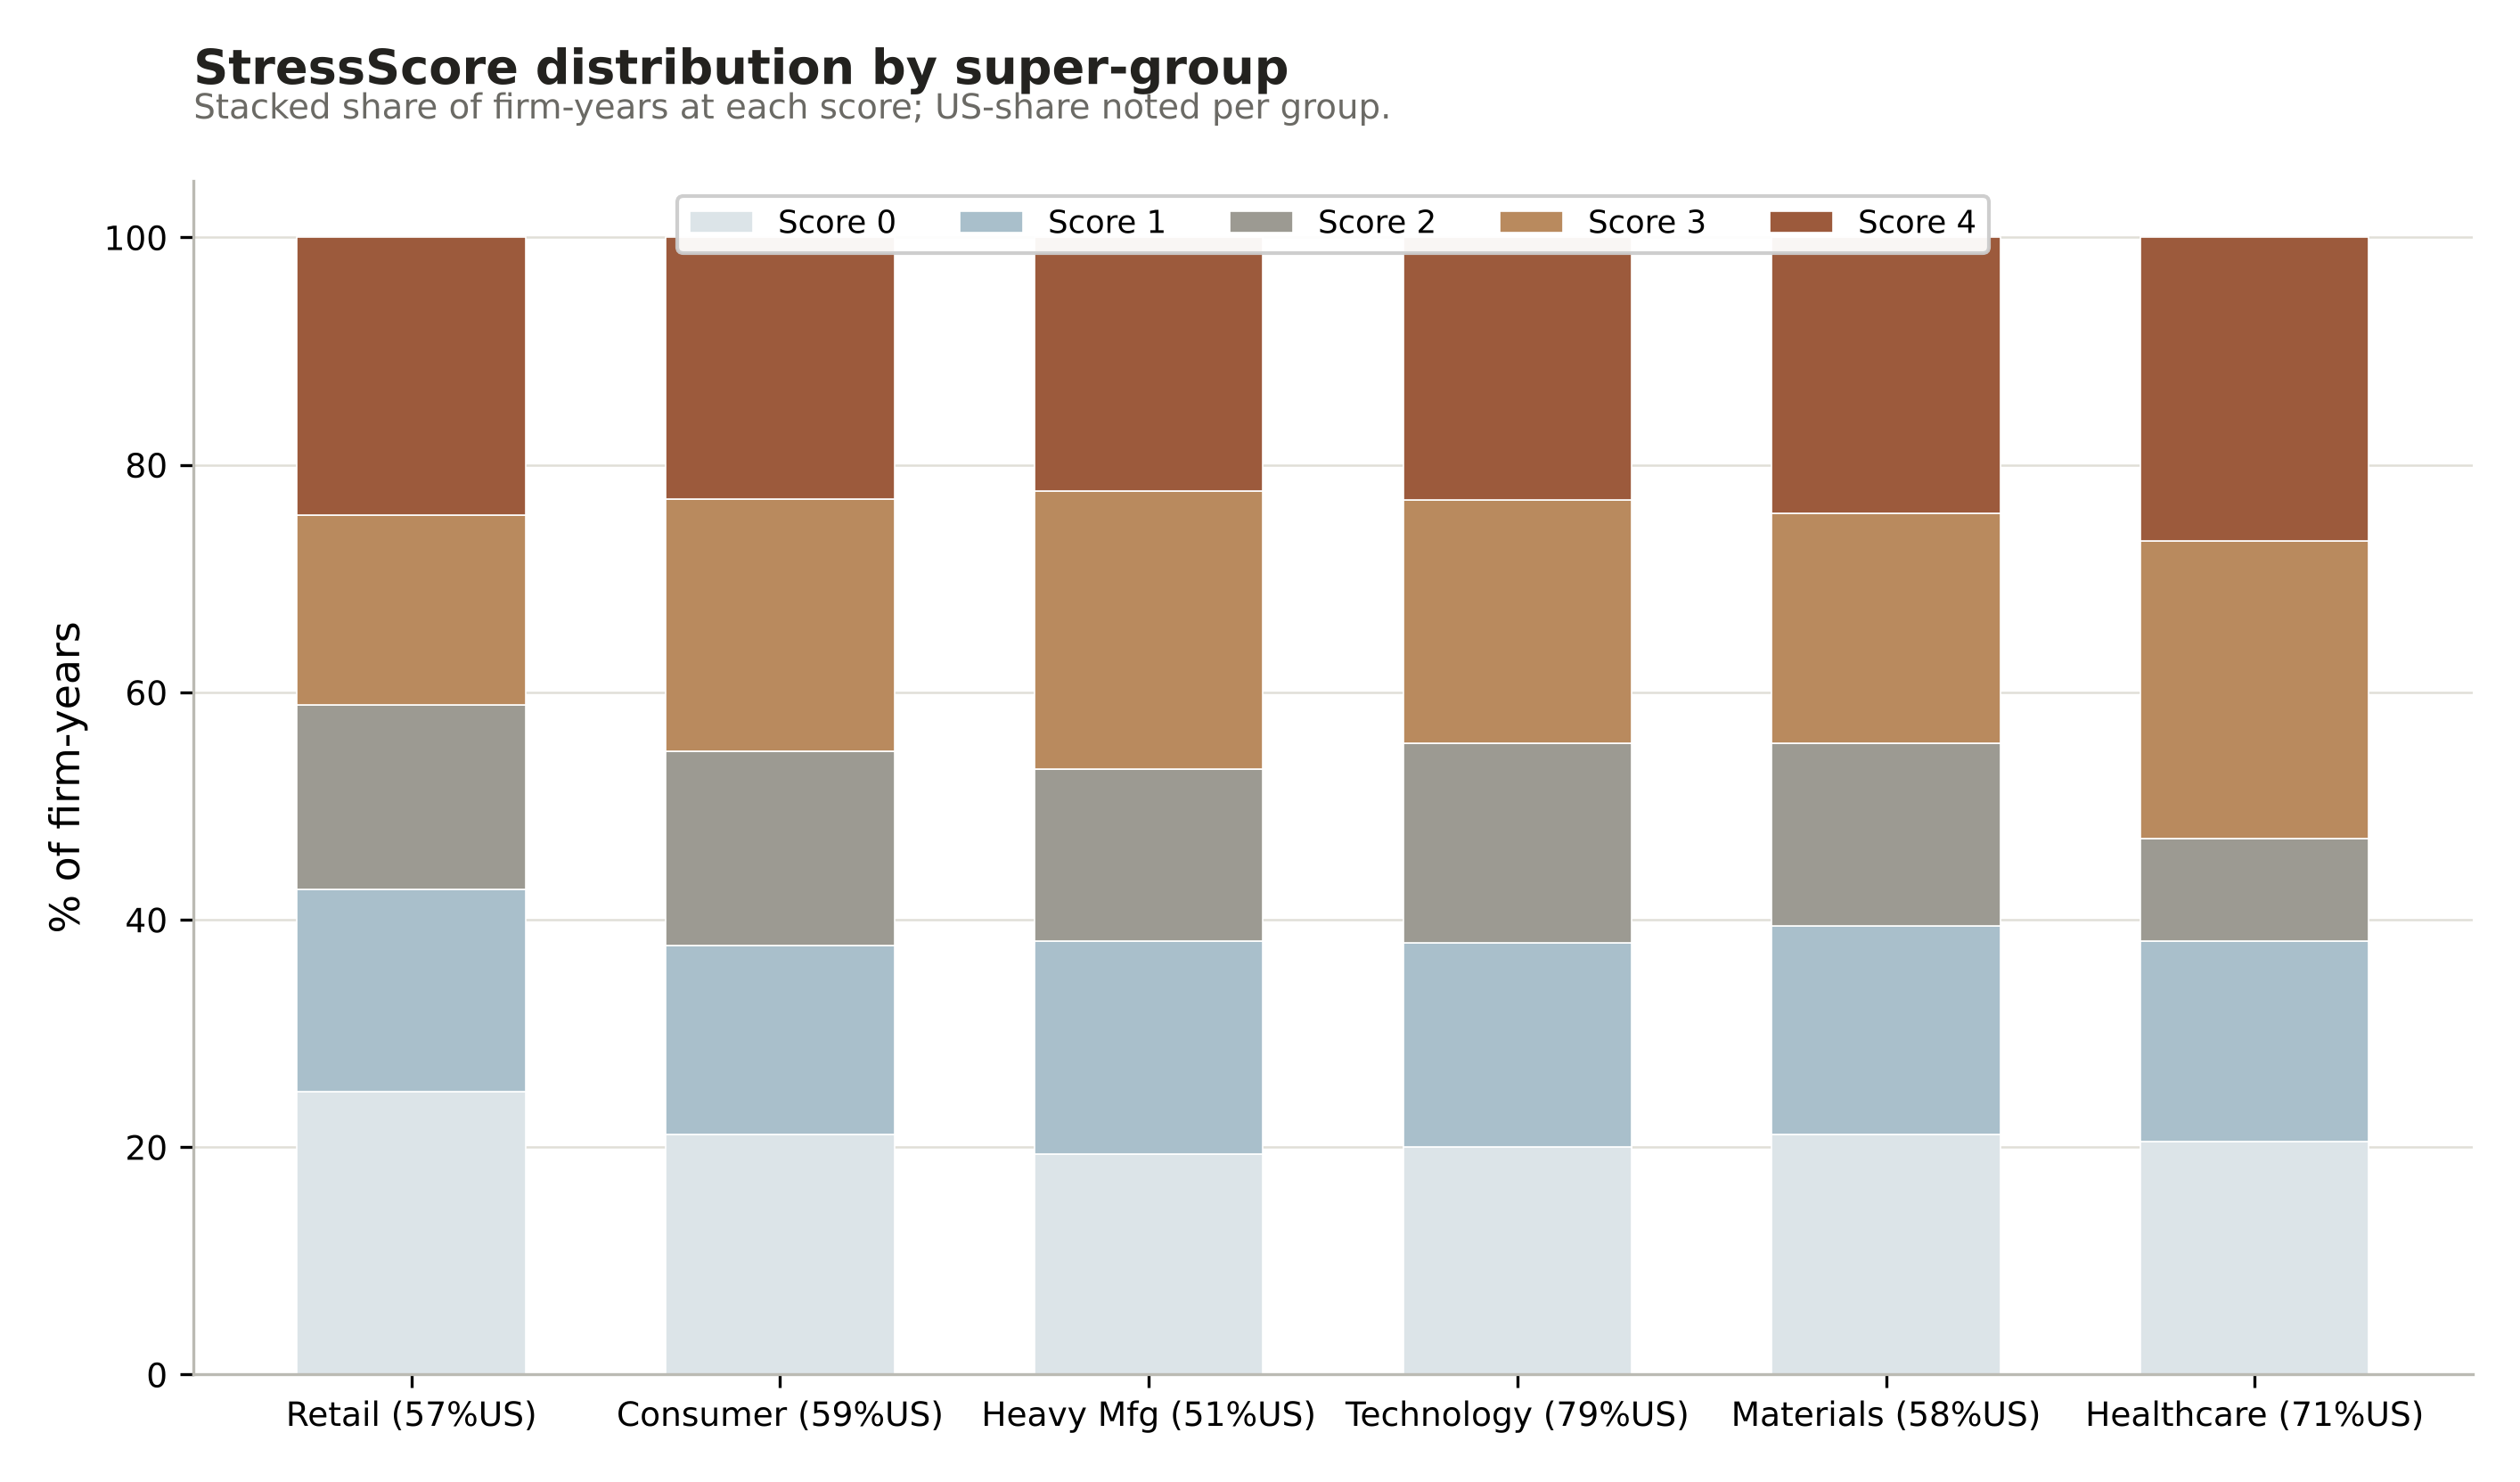 StressScore distribution by super-group
Stacked share of firm-years at each score; US-share noted per group.
Score 0 Score 1 Score 2 Score 3 Score 4
% of firm-years
100
80
60
40
20
0
Retail (57%US) Consumer (59%US) Heavy Mfg (51%US) Technology (79%US) Materials (58%US) Healthcare (71%US)